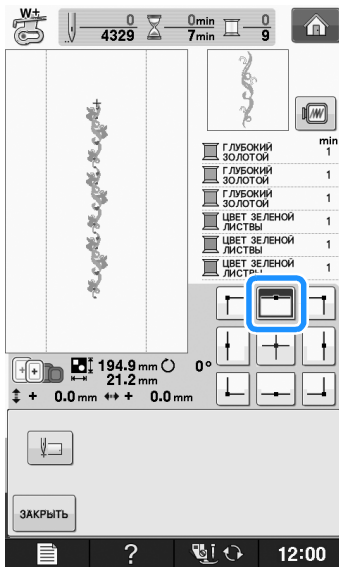 W+
0 0min 0
4329 7min 9
min
ГЛУБОКИЙ
ЗОЛОТОЙ 1
ГЛУБОКИЙ
ЗОЛОТОЙ 1
ГЛУБОКИЙ
ЗОЛОТОЙ 1
ЦВЕТ ЗЕЛЕНОЙ
ЛИСТВЫ 1
ЦВЕТ ЗЕЛЕНОЙ
ЛИСТВЫ 1
ЦВЕТ ЗЕЛЕНОЙ
ЛИСТВЫ 1
194.9 mm 0°
21.2 mm
+ 0.0 mm + 0.0 mm
ЗАКРЫТЬ
? 12:00